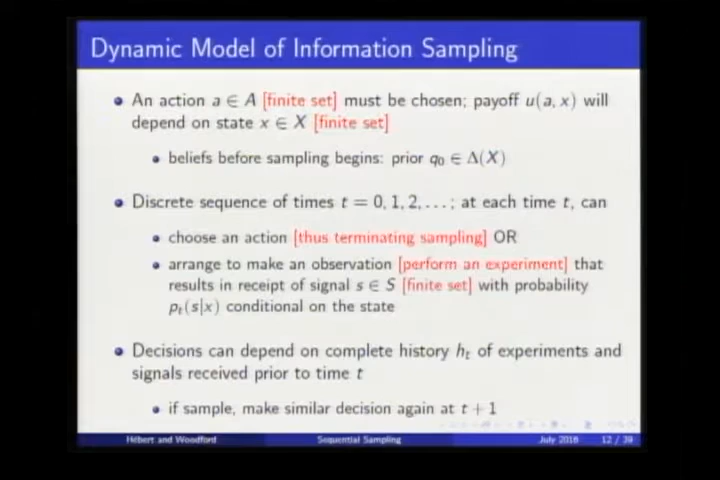 Dynamic Model of Information Sampling
An action a ∈ A [finite set] must be chosen; payoff u(a, x) will
depend on state x ∈ X [finite set]
beliefs before sampling begins: prior q₀ ∈ Δ(X)
Discrete sequence of times t = 0, 1, 2, . . . ; at each time t, can
choose an action [thus terminating sampling] OR
arrange to make an observation [perform an experiment] that
results in receipt of signal s ∈ S [finite set] with probability
pₜ(s|x) conditional on the state
Decisions can depend on complete history hₜ of experiments and
signals received prior to time t
if sample, make similar decision again at t + 1
Hébert and Woodford Sequential Sampling July 2018 12 / 39